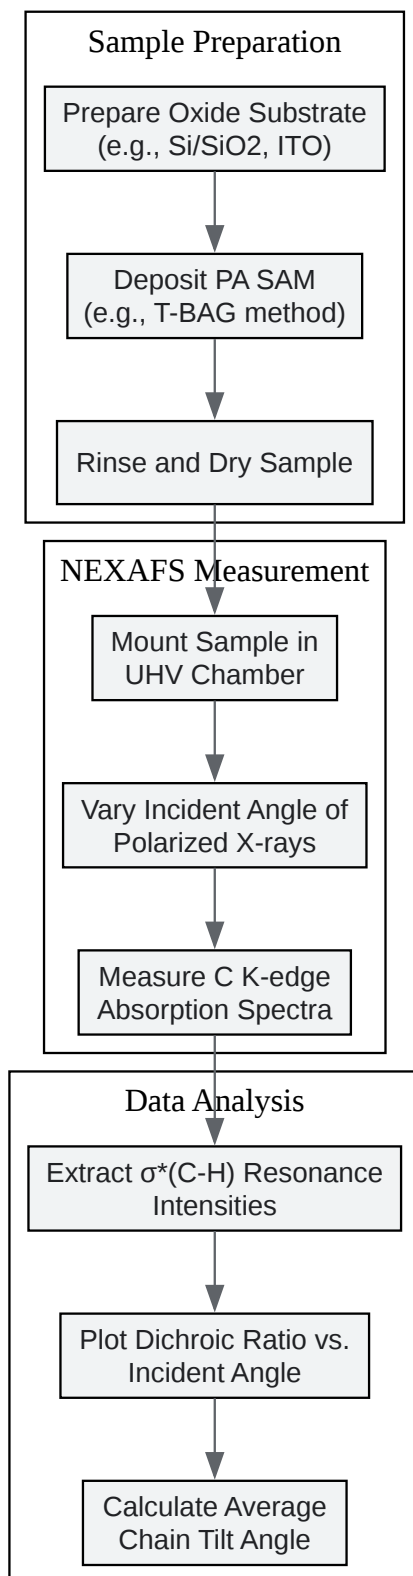 Sample Preparation
Prepare Oxide Substrate
(e.g., Si/SiO2, ITO)
Deposit PA SAM
(e.g., T-BAG method)
Rinse and Dry Sample
NEXAFS Measurement
Mount Sample in
UHV Chamber
Vary Incident Angle of
Polarized X-rays
Measure C K-edge
Absorption Spectra
Data Analysis
Extract σ*(C-H) Resonance
Intensities
Plot Dichroic Ratio vs.
Incident Angle
Calculate Average
Chain Tilt Angle